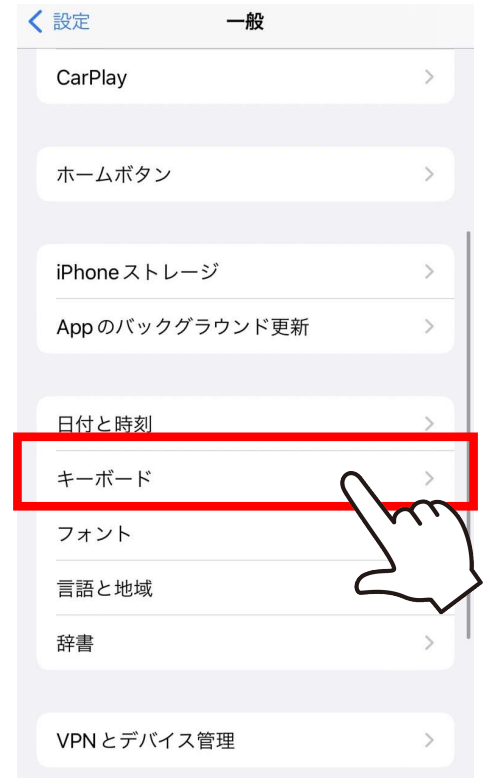 設定
一般
CarPlay
ホームボタン
iPhoneストレージ
Appのバックグラウンド更新
日付と時刻
キーボード
フォント
言語と地域
辞書
VPNとデバイス管理